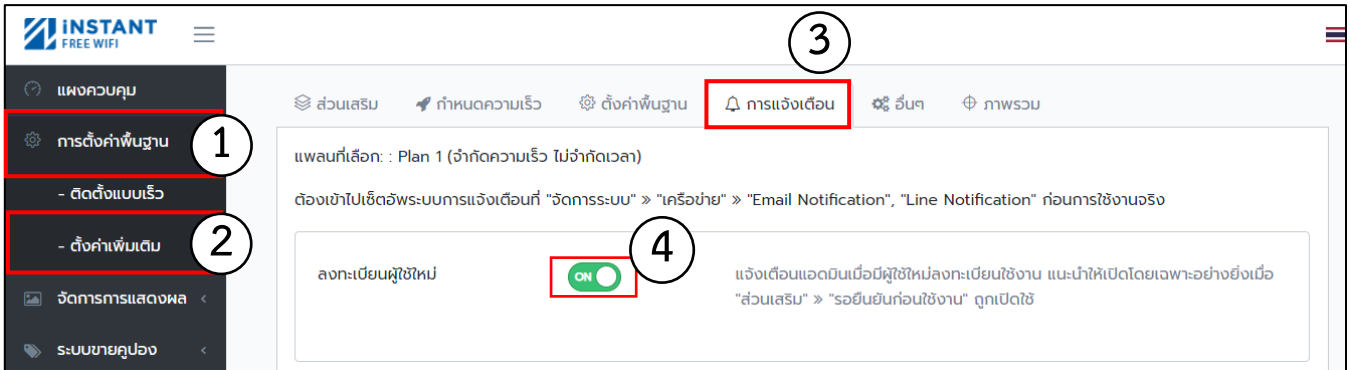 INSTANT
FREE WIFI
3
แผงควบคุม
ส่วนเสริม กำหนดความเร็ว ตั้งค่าพื้นฐาน การแจ้งเตือน อื่นๆ ภาพรวม
การตั้งค่าพื้นฐาน 1
แพลนที่เลือก: : Plan 1 (จำกัดความเร็ว ไม่จำกัดเวลา)
- ติดตั้งแบบเร็ว
ต้องเข้าไปเซ็ตอัพระบบการแจ้งเตือนที่ "จัดการระบบ" » "เครือข่าย" » "Email Notification", "Line Notification" ก่อนการใช้งานจริง
- ตั้งค่าเพิ่มเติม 2
4
ลงทะเบียนผู้ใช้ใหม่ ON แจ้งเตือนแอดมินเมื่อมีผู้ใช้ใหม่ลงทะเบียนใช้งาน แนะนำให้เปิดโดยเฉพาะอย่างยิ่งเมื่อ
"ส่วนเสริม" » "รอยืนยันก่อนใช้งาน" ถูกเปิดใช้
จัดการการแสดงผล
ระบบขายคูปอง